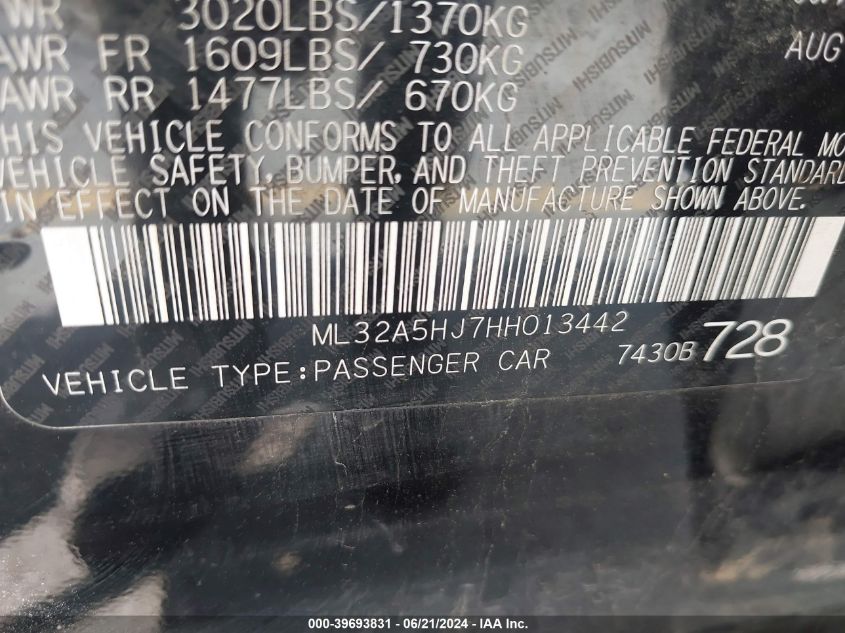 3020LBS/1370KG
AUG
AWR FR 1609LBS/ 730KG
AWR RR 1477LBS/ 670KG
THIS VEHICLE CONFORMS TO ALL APPLICABLE FEDERAL MO
VEHICLE SAFETY, BUMPER, AND THEFT PREVENTION STANDARD
IN EFFECT ON THE DATE OF MANUFACTURE SHOWN ABOVE.
ML32A5HJ7HH013442
VEHICLE TYPE:PASSENGER CAR 7430B 728
000-39693831 - 06/21/2024 - IAA Inc.